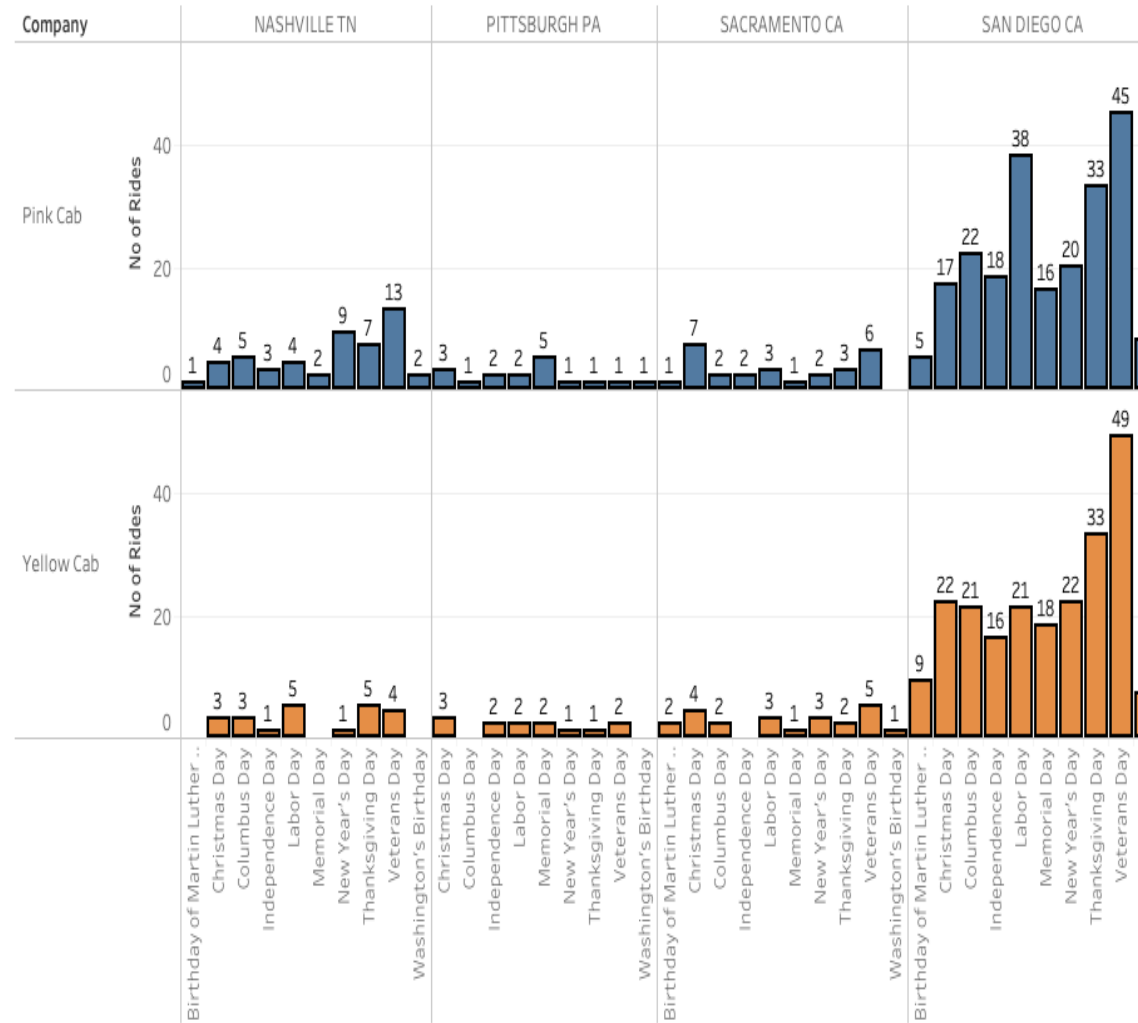 Company NASHVILLE TN PITTSBURGH PA SACRAMENTO CA SAN DIEGO CA
Pink Cab
No of Rides
40
20
0
1 4 5 3 4 2 9 7 13 2
3 1 2 2 5 1 1 1 1
1 7 2 2 3 1 2 3 6
5 17 22 18 38 16 20 33 45
Yellow Cab
No of Rides
40
20
0
3 3 1 5 1 5 4
3 2 2 2 1 1 2
2 4 2 3 1 3 2 5 1
9 22 21 16 21 18 22 33 49
Birthday of Martin Luther ..
Christmas Day
Columbus Day
Independence Day
Labor Day
Memorial Day
New Year's Day
Thanksgiving Day
Veterans Day
Washington's Birthday
Christmas Day
Columbus Day
Independence Day
Labor Day
Memorial Day
New Year's Day
Thanksgiving Day
Veterans Day
Washington's Birthday
Birthday of Martin Luther ..
Christmas Day
Columbus Day
Independence Day
Labor Day
Memorial Day
New Year's Day
Thanksgiving Day
Veterans Day
Washington's Birthday
Birthday of Martin Luther ..
Christmas Day
Columbus Day
Independence Day
Labor Day
Memorial Day
New Year's Day
Thanksgiving Day
Veterans Day